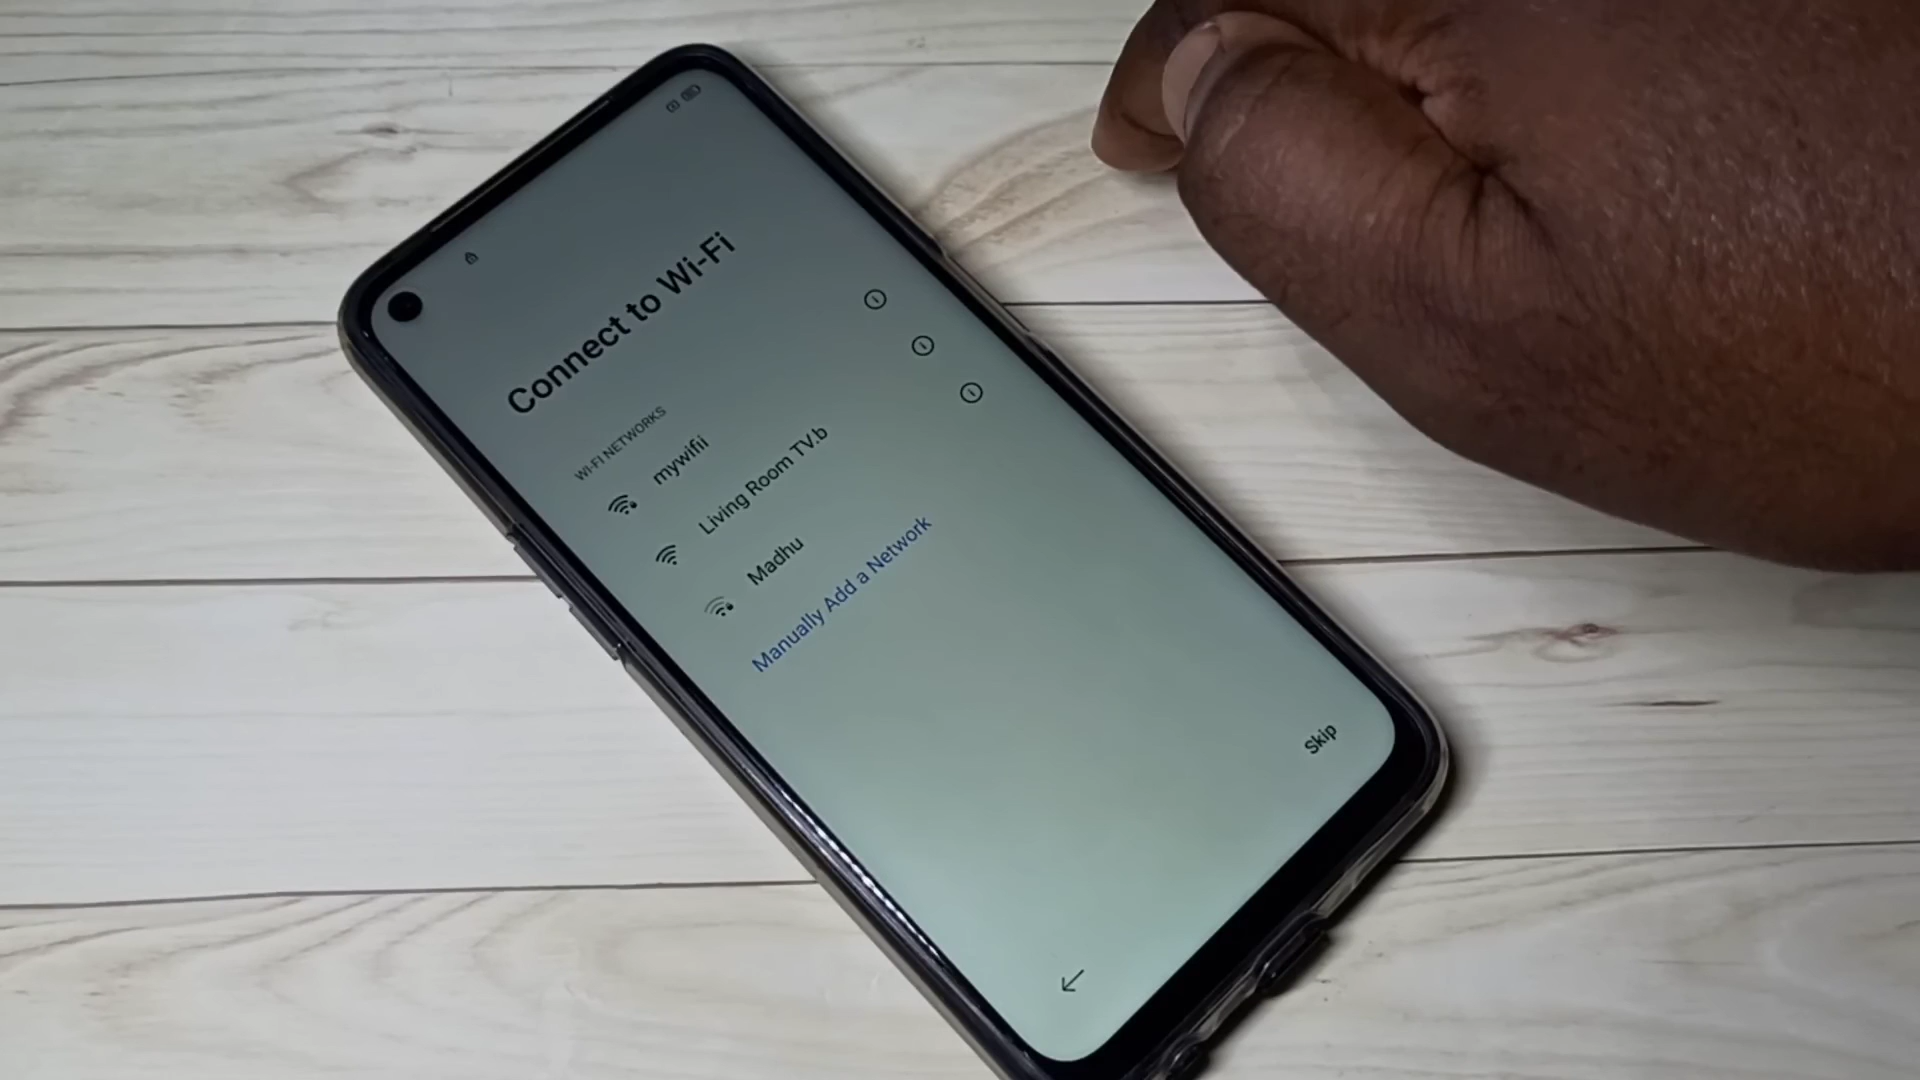 Connect to Wi-Fi
WI-FI NETWORKS
mywifii
Living Room TV.b
Madhu
Manually Add a Network
Skip